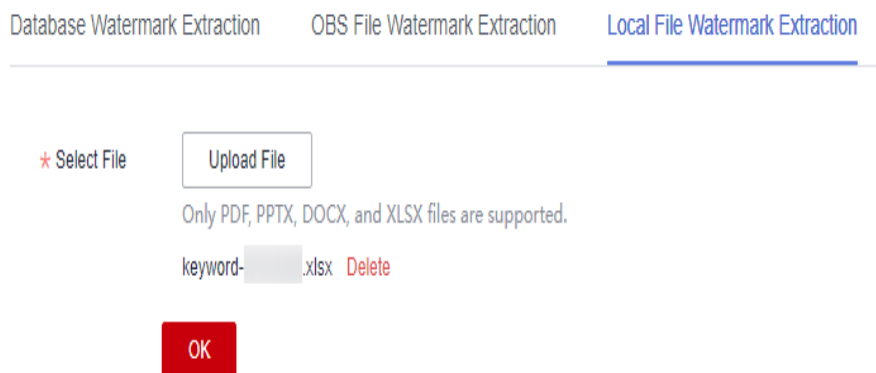 Database Watermark Extraction OBS File Watermark Extraction Local File Watermark Extraction
* Select File Upload File
Only PDF, PPTX, DOCX, and XLSX files are supported.
keyword- .xlsx Delete
OK